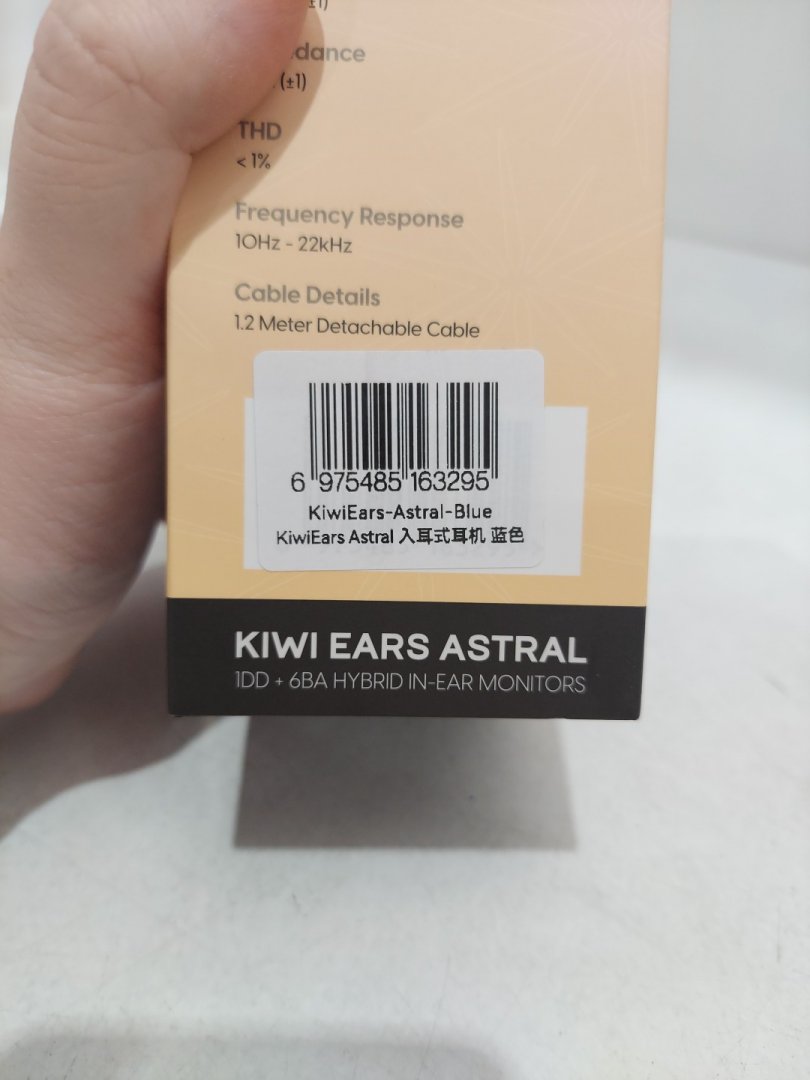 (±1)
THD
< 1%
Frequency Response
10Hz - 22kHz
Cable Details
1.2 Meter Detachable Cable
6 975485 163295
KiwiEars-Astral-Blue
KiwiEars Astral 入耳式耳机 蓝色
KIWI EARS ASTRAL
1DD + 6BA HYBRID IN-EAR MONITORS